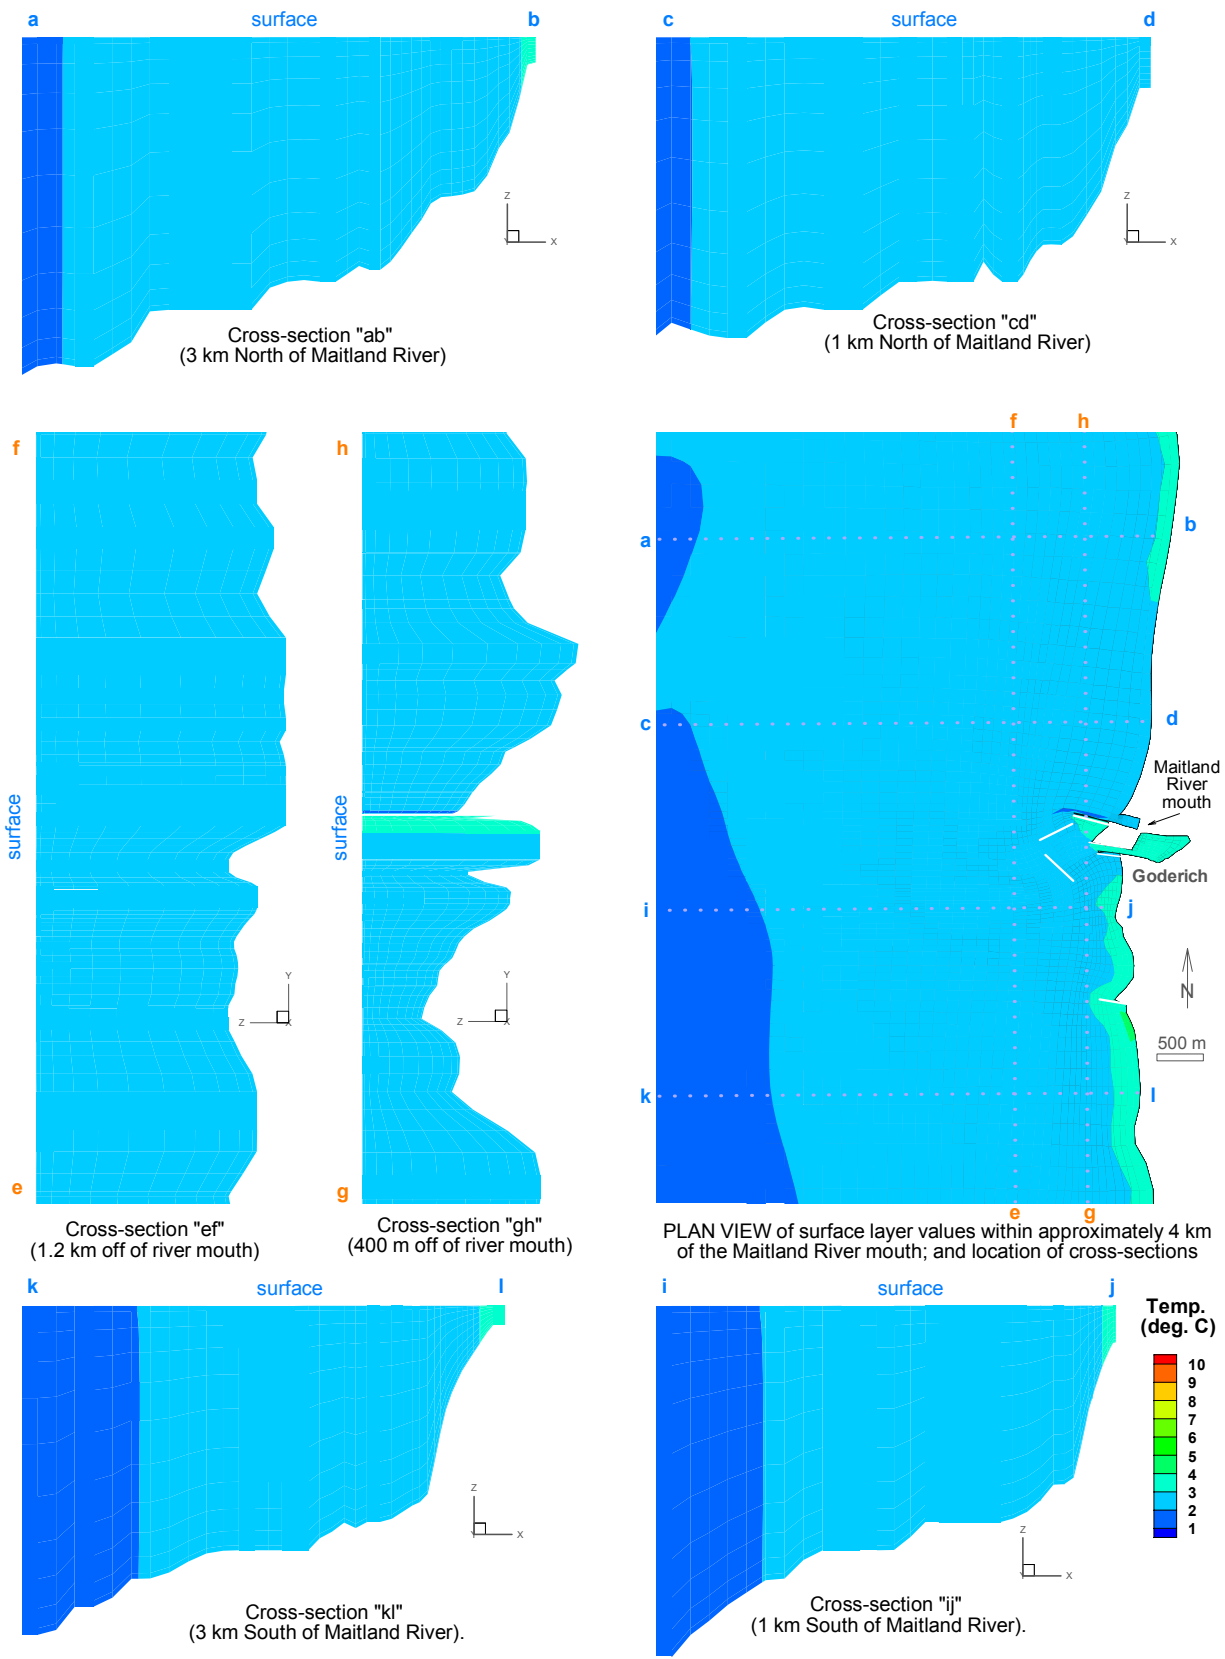 a surface b
c surface d
Z
X
Y
Z
X
Y
Cross-section "ab"
(3 km North of Maitland River)
Cross-section "cd"
(1 km North of Maitland River)
f
h
f h
b
a
surface
surface
c
d
Maitland
River
mouth
Goderich
i
j
N
500 m
Y
Z X
Y
Z X
k
l
e
g
e g
Cross-section "ef"
(1.2 km off of river mouth)
Cross-section "gh"
(400 m off of river mouth)
PLAN VIEW of surface layer values within approximately 4 km
of the Maitland River mouth; and location of cross-sections
k surface l
i surface j
Temp.
(deg. C)
10
9
8
7
6
5
4
3
2
1
Z
X
Y
Z
X
Y
Cross-section "kl"
(3 km South of Maitland River).
Cross-section "ij"
(1 km South of Maitland River).